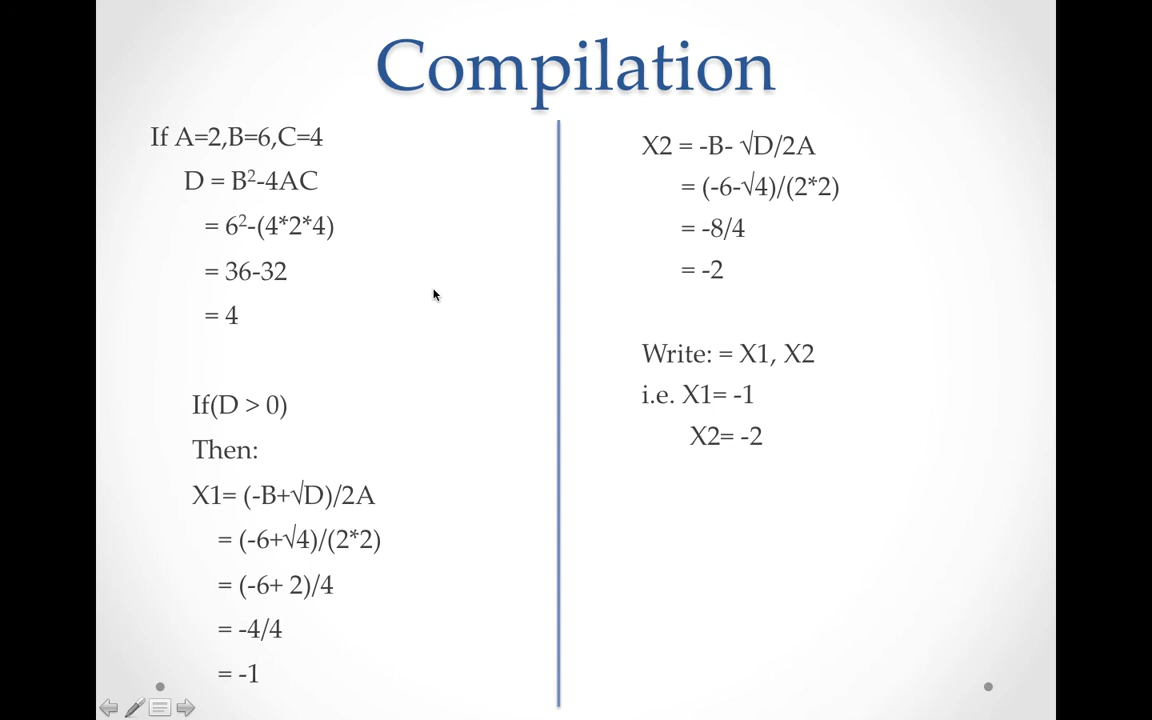 Compilation
If A=2,B=6,C=4
D = B²-4AC
= 6²-(4*2*4)
= 36-32
= 4
If(D > 0)
Then:
X1= (-B+√D)/2A
= (-6+√4)/(2*2)
= (-6+ 2)/4
= -4/4
= -1
X2 = -B- √D/2A
= (-6-√4)/(2*2)
= -8/4
= -2
Write: = X1, X2
i.e. X1= -1
X2= -2